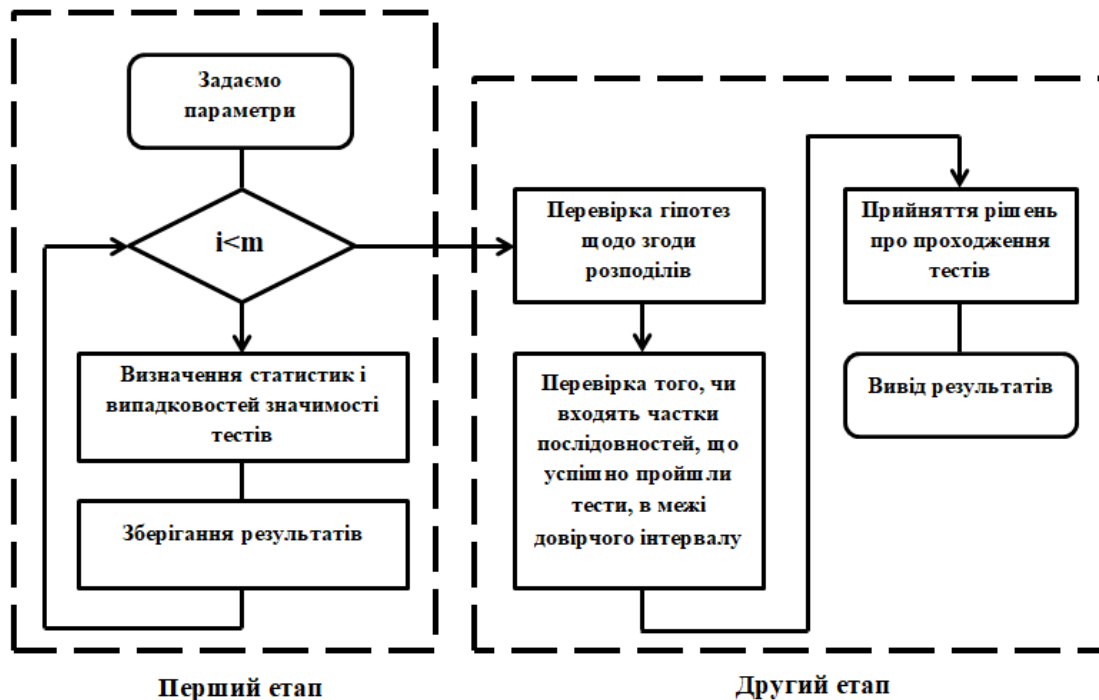 Задаємо
параметри
i<m
Визначення статистик і
випадковостей значимості
тестів
Зберігання результатів
Перший етап
Перевірка гіпотез
щодо згоди
розподілів
Перевірка того, чи
входять частки
послідовностей, що
успішно пройшли
тести, в межі
довірчого інтервалу
Прийняття рішень
про проходження
тестів
Вивід результатів
Другий етап